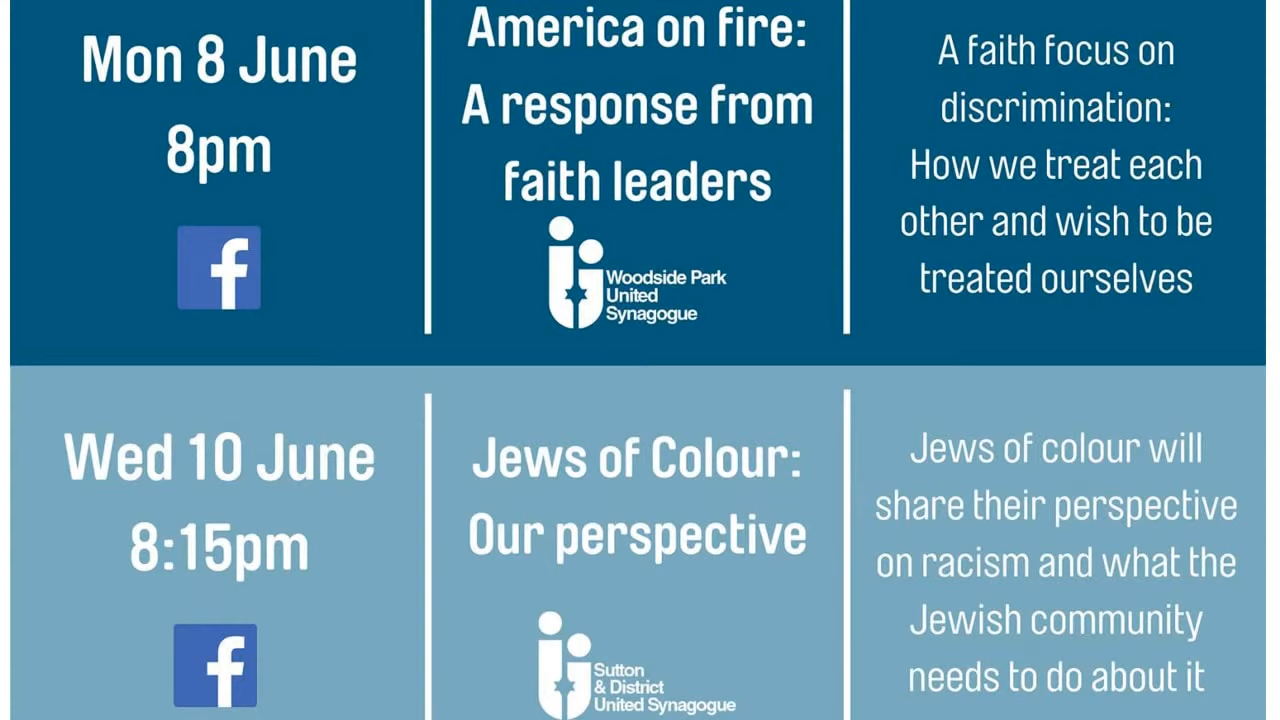 Mon 8 June
8pm
f
America on fire:
A response from
faith leaders
Woodside Park
United
Synagogue
A faith focus on
discrimination:
How we treat each
other and wish to be
treated ourselves
Wed 10 June
8:15pm
f
Jews of Colour:
Our perspective
Sutton
& District
United Synagogue
Jews of colour will
share their perspective
on racism and what the
Jewish community
needs to do about it